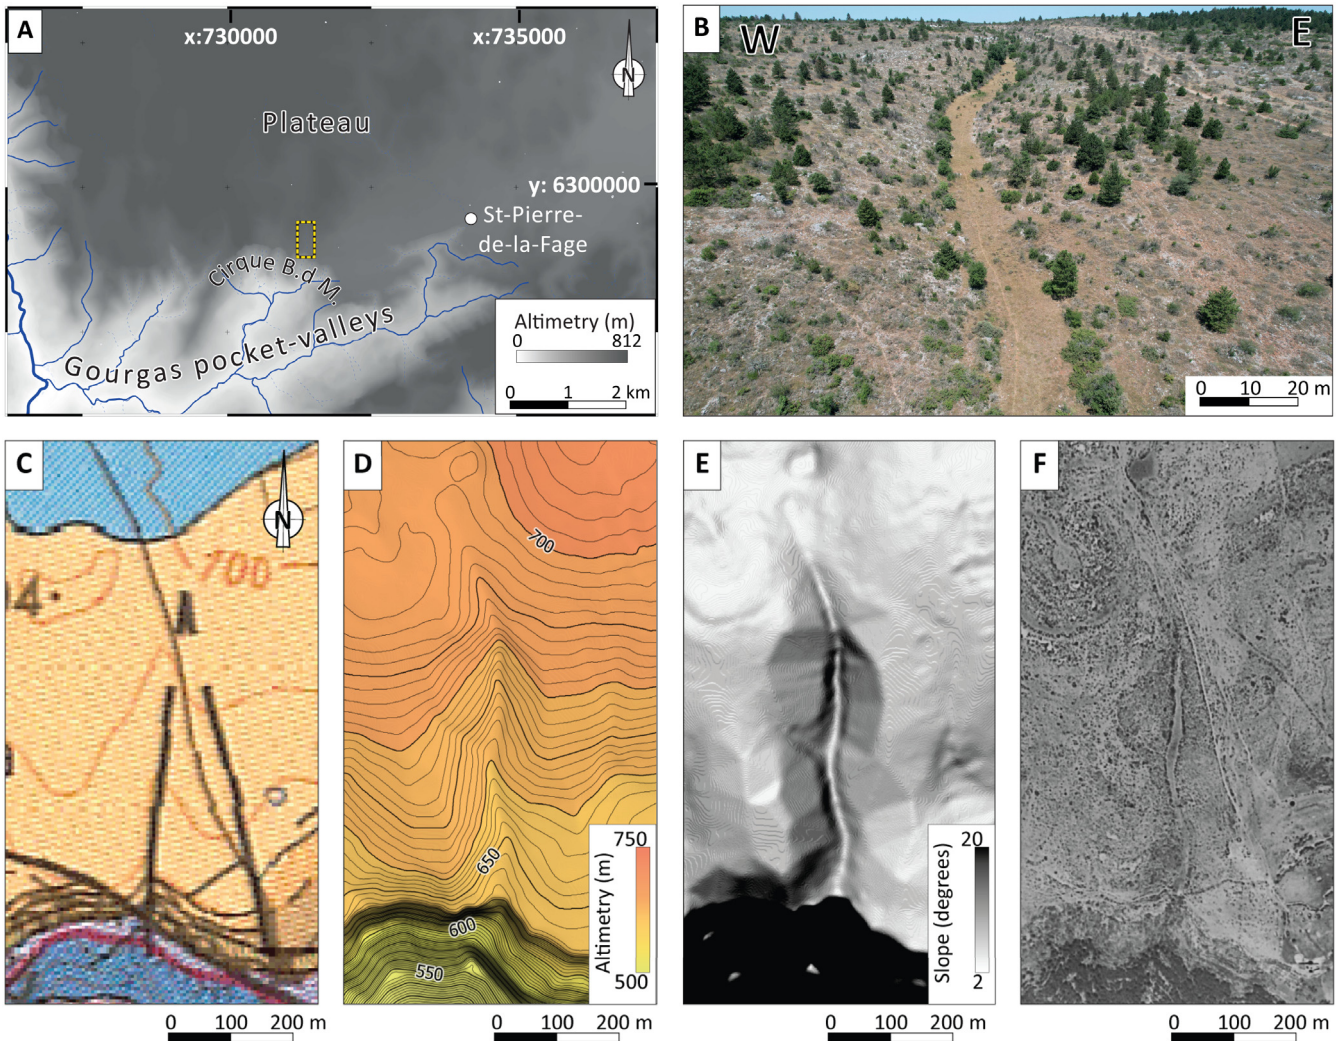 A
x:730000
x:735000
N
Plateau
y: 6300000
St-Pierre-
de-la-Fage
Cirque B.d M.
Gourgas pocket-valleys
Altimetry (m)
0 812
0 1 2 km
B
W
E
0 10 20 m
C
N
700
4
0 100 200 m
D
700
650
600
550
750
Altimetry (m)
500
0 100 200 m
E
20
Slope (degrees)
2
0 100 200 m
F
0 100 200 m